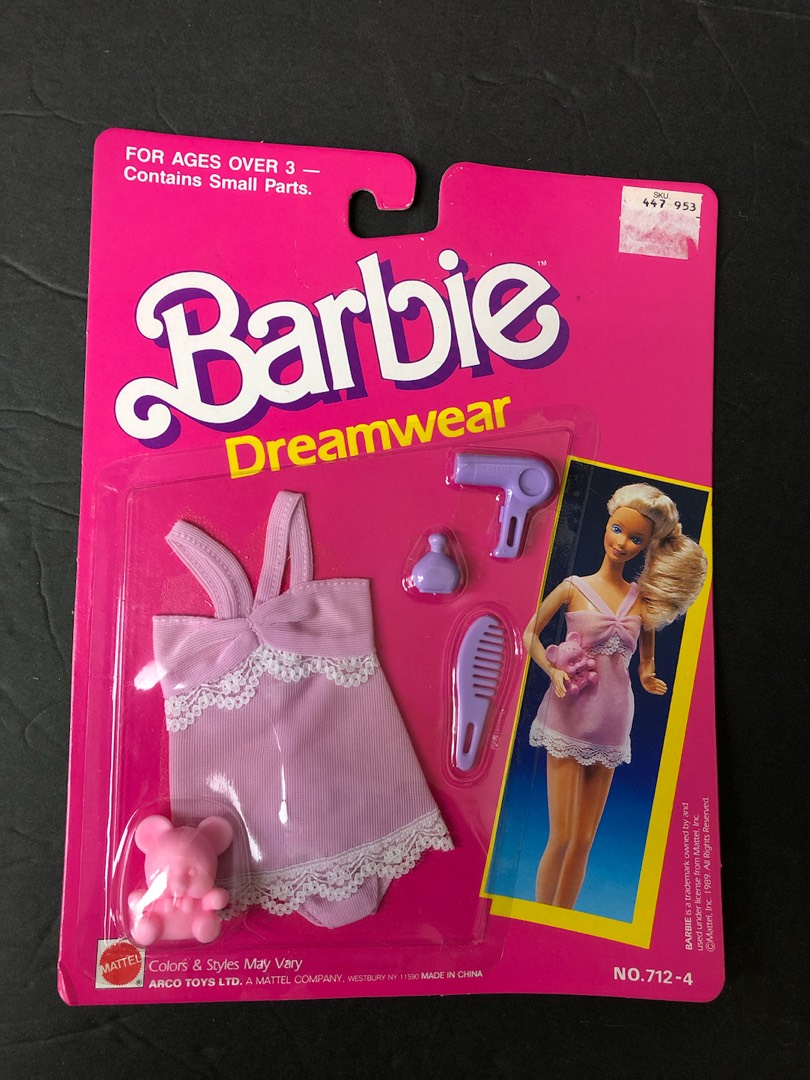 FOR AGES OVER 3 —
Contains Small Parts.
SKU.
447 953
Barbie™
Dreamwear
BARBIE is a trademark owned by and
used under license from Mattel, Inc.
©Mattel, Inc. 1989. All Rights Reserved.
MATTEL
Colors & Styles May Vary
ARCO TOYS LTD. A MATTEL COMPANY, WESTBURY NY 11590 MADE IN CHINA
NO.712-4